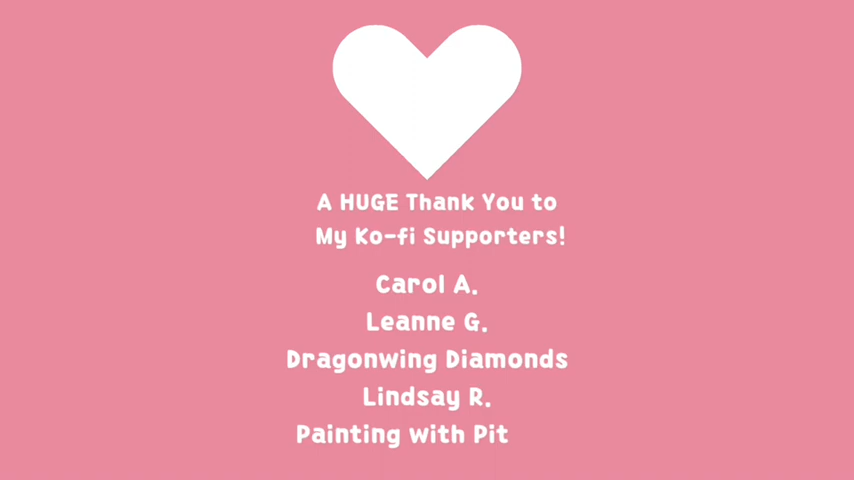 A HUGE Thank You to
My Ko-fi Supporters!
Carol A.
Leanne G.
Dragonwing Diamonds
Lindsay R.
Painting with Pit